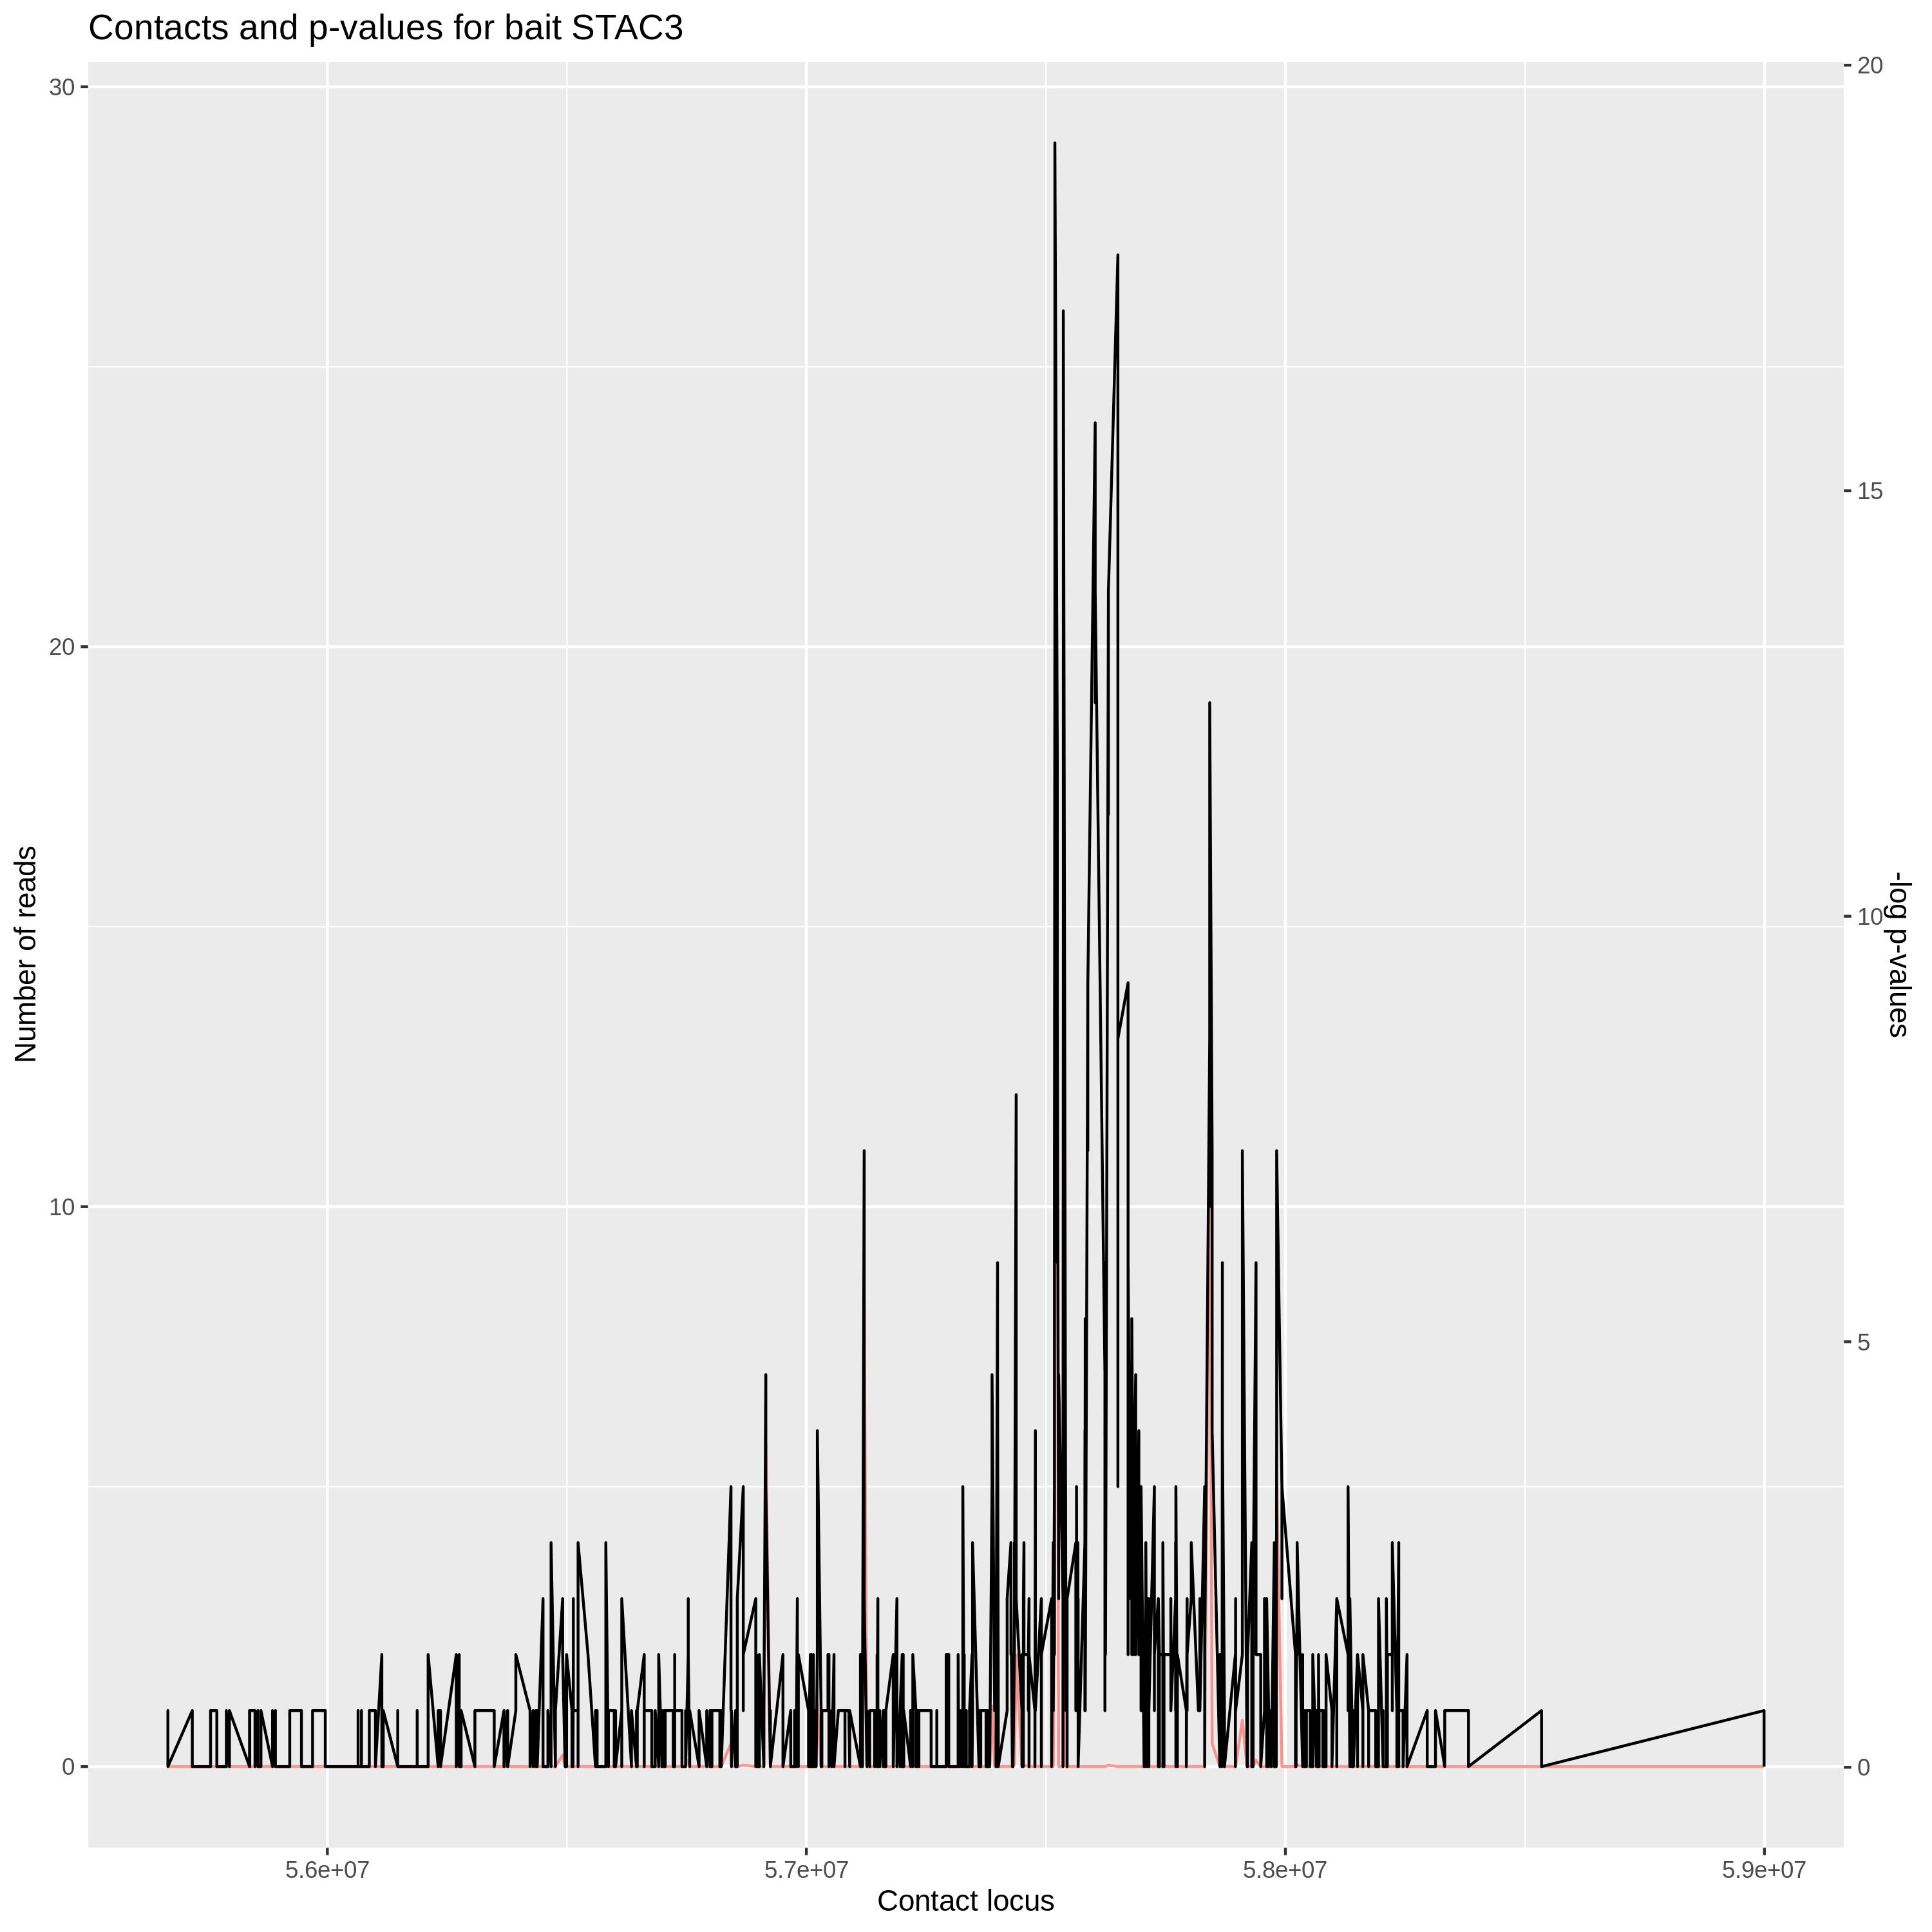 Contacts and p-values for bait STAC3
30
20
10
0
Number of reads
20
15
10
5
0
-log p-values
5.6e+07
5.7e+07
5.8e+07
5.9e+07
Contact locus